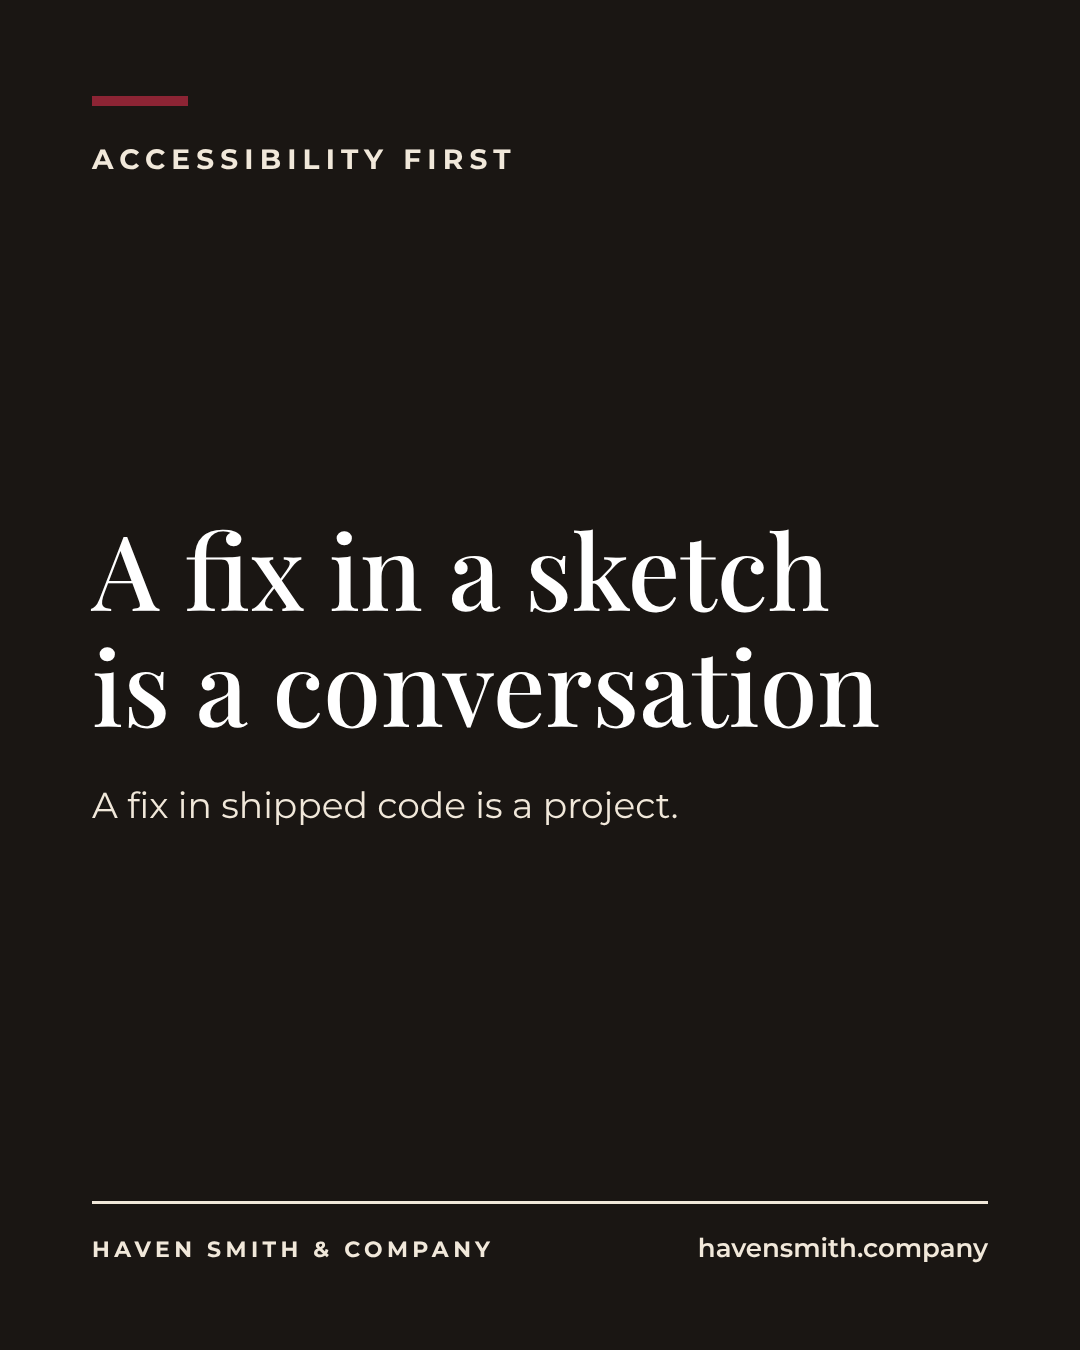 ACCESSIBILITY FIRST
A fix in a sketch
is a conversation
A fix in shipped code is a project.
HAVEN SMITH & COMPANY
havensmith.company